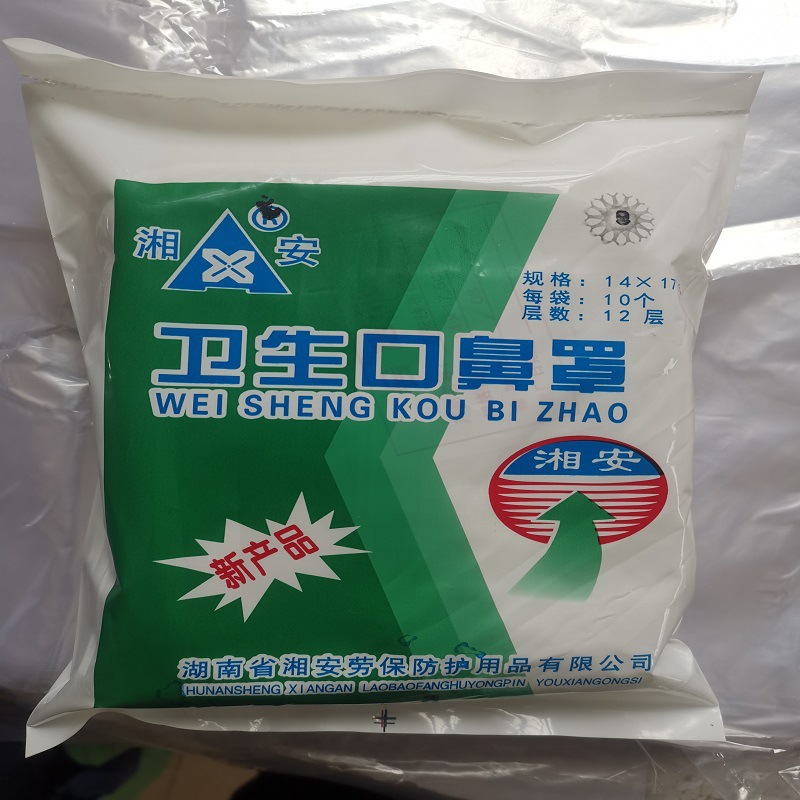 湘安
®
规格：14×17
每袋：10个
层数：12层
卫生口鼻罩
WEI SHENG KOU BI ZHAO
湘安
新产品
湖南省湘安劳保防护用品有限公司
HUNANSHENG XIANGAN LAOBAOFANGHUYONGPIN YOUXIANGONGSI